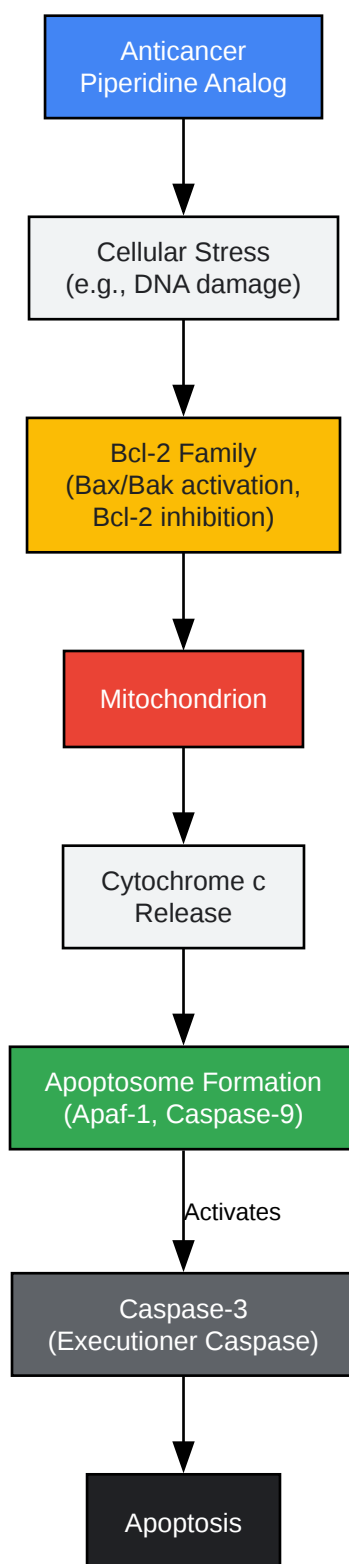 Anticancer
Piperidine Analog
Cellular Stress
(e.g., DNA damage)
Bcl-2 Family
(Bax/Bak activation,
Bcl-2 inhibition)
Mitochondrion
Cytochrome c
Release
Apoptosome Formation
(Apaf-1, Caspase-9)
Activates
Caspase-3
(Executioner Caspase)
Apoptosis